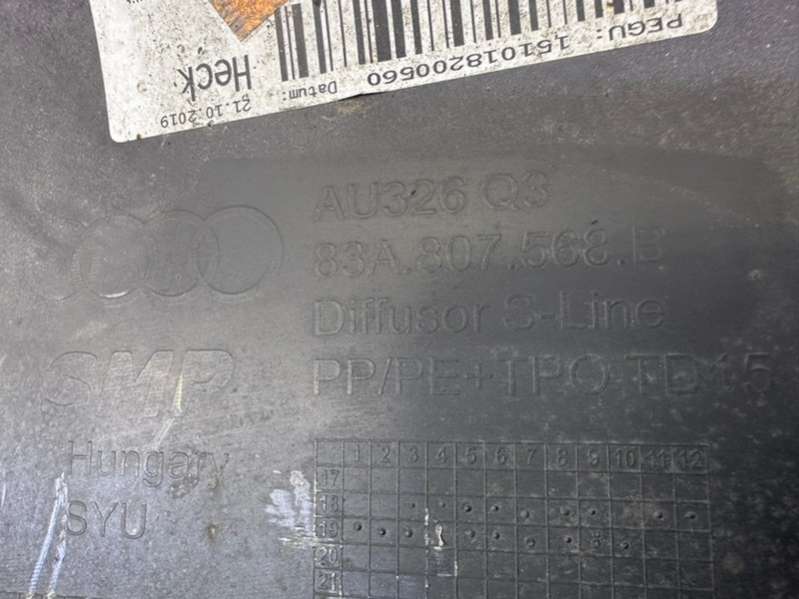 PEGU: 151018200560
Datum:
21.10.2019
Heck
AU326 Q3
83A.807.568.B
Diffusor S-Line
SMP
PP/PE+TPO-TD15
Hungary
SYU
1 2 3 4 5 6 7 8 9 10 11 12
17
18
19
20
21